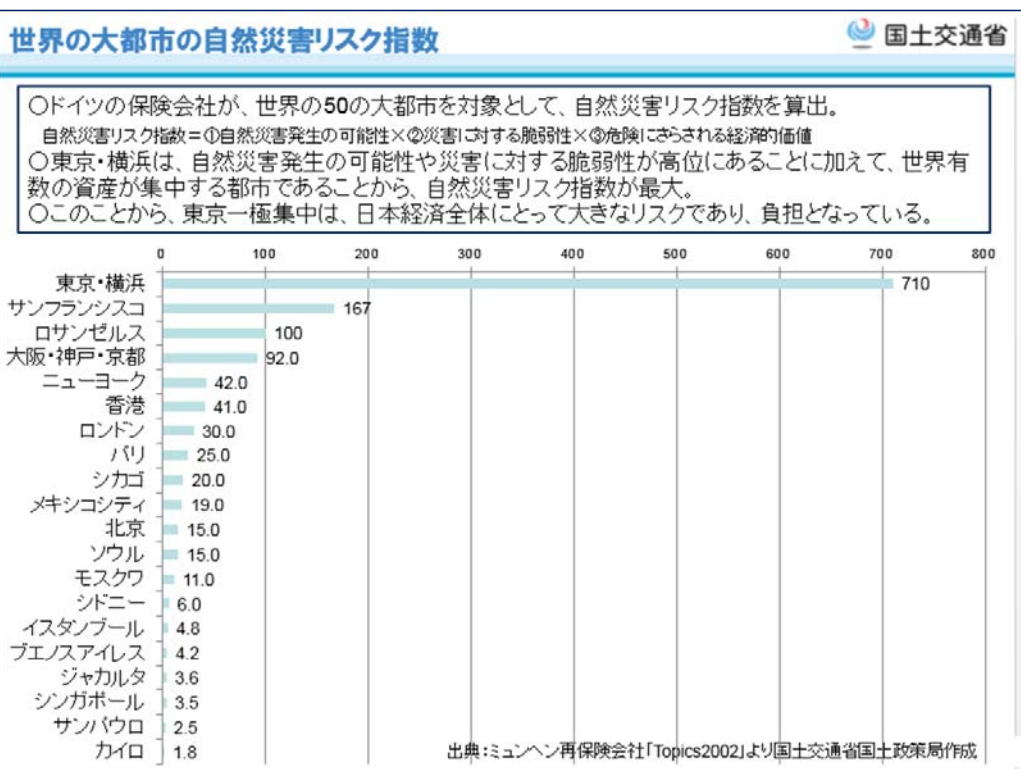 世界の大都市の自然災害リスク指数
国土交通省
○ドイツの保険会社が、世界の50の大都市を対象として、自然災害リスク指数を算出。
自然災害リスク指数＝①自然災害発生の可能性×②災害に対する脆弱性×③危険にさらされる経済的価値
○東京・横浜は、自然災害発生の可能性や災害に対する脆弱性が高位にあることに加えて、世界有
数の資産が集中する都市であることから、自然災害リスク指数が最大。
○このことから、東京一極集中は、日本経済全体にとって大きなリスクであり、負担となっている。
0 100 200 300 400 500 600 700 800
東京・横浜 710
サンフランシスコ 167
ロサンゼルス 100
大阪・神戸・京都 92.0
ニューヨーク 42.0
香港 41.0
ロンドン 30.0
パリ 25.0
シカゴ 20.0
メキシコシティ 19.0
北京 15.0
ソウル 15.0
モスクワ 11.0
シドニー 6.0
イスタンブール 4.8
ブエノスアイレス 4.2
ジャカルタ 3.6
シンガポール 3.5
サンパウロ 2.5
カイロ 1.8
出典：ミュンヘン再保険会社「Topics2002」より国土交通省国土政策局作成